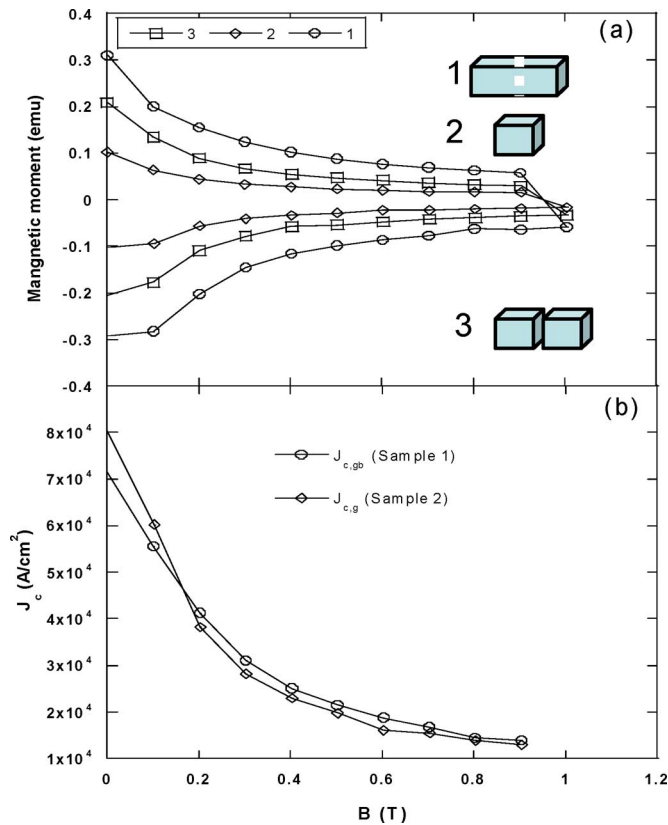 (a)
3 2 1
0.4
0.3
0.2
0.1
0
-0.1
-0.2
-0.3
-0.4
Mangnetic moment (emu)
1
2
3
(b)
J_c,gb (Sample 1)
J_c,g (Sample 2)
8x10^4
7x10^4
6x10^4
5x10^4
4x10^4
3x10^4
2x10^4
1x10^4
J_c (A/cm^2)
0 0.2 0.4 0.6 0.8 1 1.2
B (T)